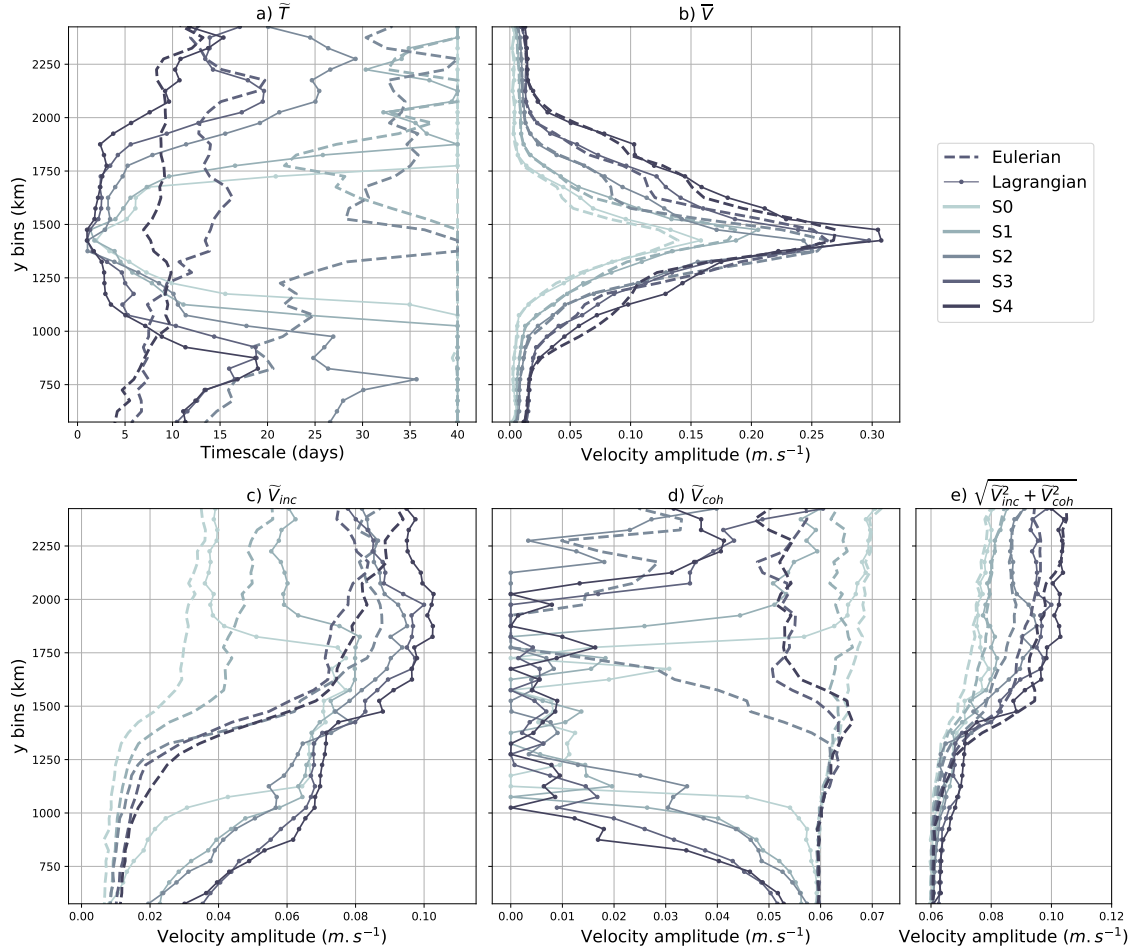 a) T̃
b) V̅
y bins (km)
2250
2000
1750
1500
1250
1000
750
0 5 10 15 20 25 30 35 40
Timescale (days)
0.00 0.05 0.10 0.15 0.20 0.25 0.30
Velocity amplitude (m.s⁻¹)
Eulerian
Lagrangian
S0
S1
S2
S3
S4
c) Ṽ_inc
d) Ṽ_coh
e) √(Ṽ²_inc + Ṽ²_coh)
y bins (km)
2250
2000
1750
1500
1250
1000
750
0.00 0.02 0.04 0.06 0.08 0.10
Velocity amplitude (m.s⁻¹)
0.00 0.01 0.02 0.03 0.04 0.05 0.06 0.07
Velocity amplitude (m.s⁻¹)
0.06 0.08 0.10 0.12
Velocity amplitude (m.s⁻¹)